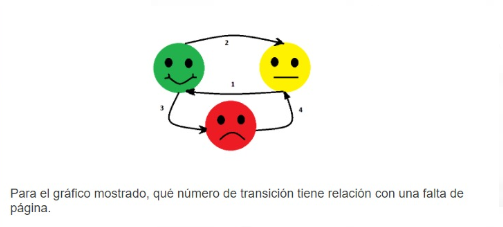 2
1
3
4
Para el gráfico mostrado, qué número de transición tiene relación con una falta de
página.